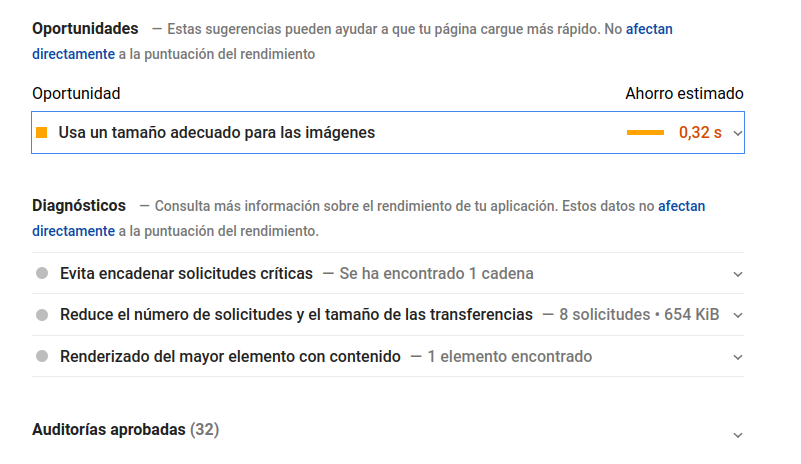 Oportunidades — Estas sugerencias pueden ayudar a que tu página cargue más rápido. No afectan
directamente a la puntuación del rendimiento
Oportunidad Ahorro estimado
Usa un tamaño adecuado para las imágenes 0,32 s
Diagnósticos — Consulta más información sobre el rendimiento de tu aplicación. Estos datos no afectan
directamente a la puntuación del rendimiento.
Evita encadenar solicitudes críticas — Se ha encontrado 1 cadena
Reduce el número de solicitudes y el tamaño de las transferencias — 8 solicitudes • 654 KiB
Renderizado del mayor elemento con contenido — 1 elemento encontrado
Auditorías aprobadas (32)